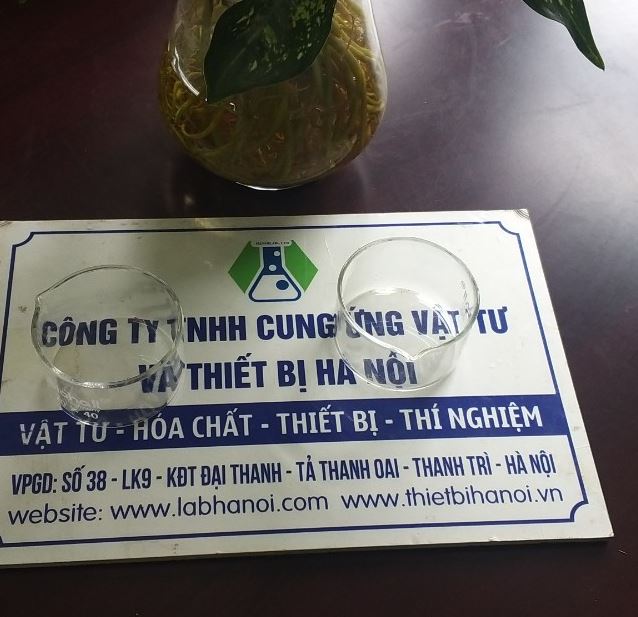 CÔNG TY TNHH CUNG ỨNG VẬT TƯ
VÀ THIẾT BỊ HÀ NỘI
VẬT TƯ - HÓA CHẤT - THIẾT BỊ - THÍ NGHIỆM
VPGD: SỐ 38 - LK9 - KĐT ĐẠI THANH - TẢ THANH OAI - THANH TRÌ - HÀ NỘI
website: www.labhanoi.com www.thietbihanoi.vn